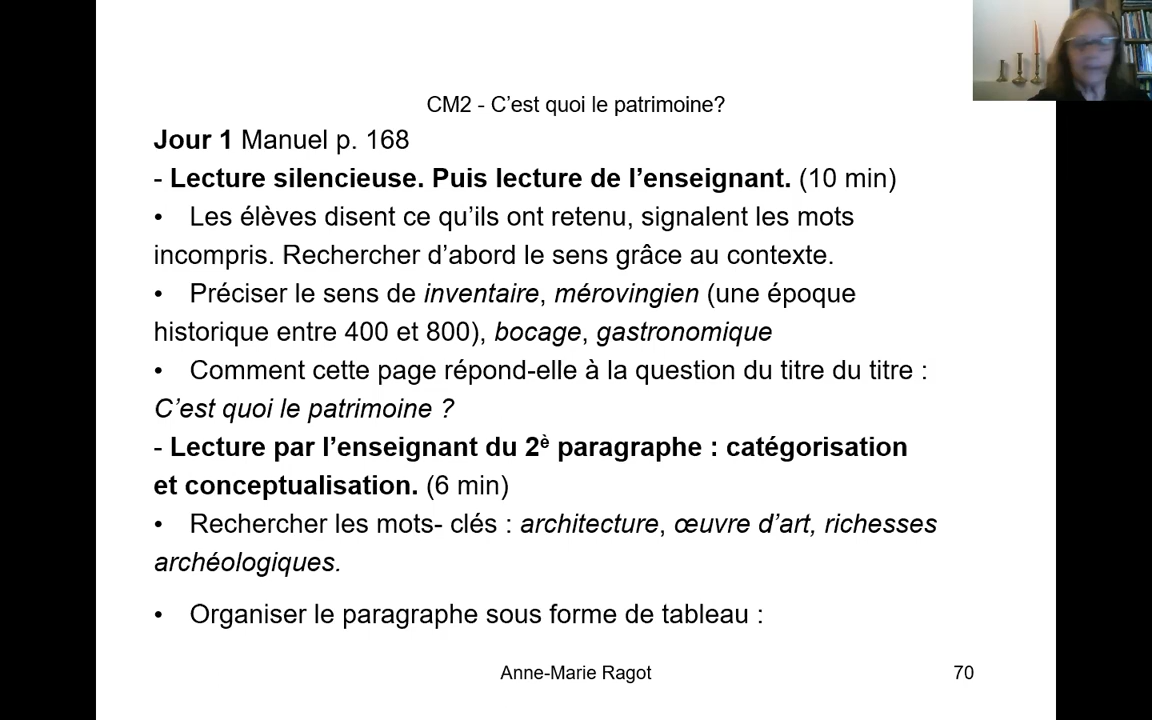 CM2 - C’est quoi le patrimoine?
Jour 1 Manuel p. 168
- Lecture silencieuse. Puis lecture de l’enseignant. (10 min)
• Les élèves disent ce qu’ils ont retenu, signalent les mots
incompris. Rechercher d’abord le sens grâce au contexte.
• Préciser le sens de inventaire, mérovingien (une époque
historique entre 400 et 800), bocage, gastronomique
• Comment cette page répond-elle à la question du titre du titre :
C’est quoi le patrimoine ?
- Lecture par l’enseignant du 2è paragraphe : catégorisation
et conceptualisation. (6 min)
• Rechercher les mots- clés : architecture, œuvre d’art, richesses
archéologiques.
• Organiser le paragraphe sous forme de tableau :
Anne-Marie Ragot
70